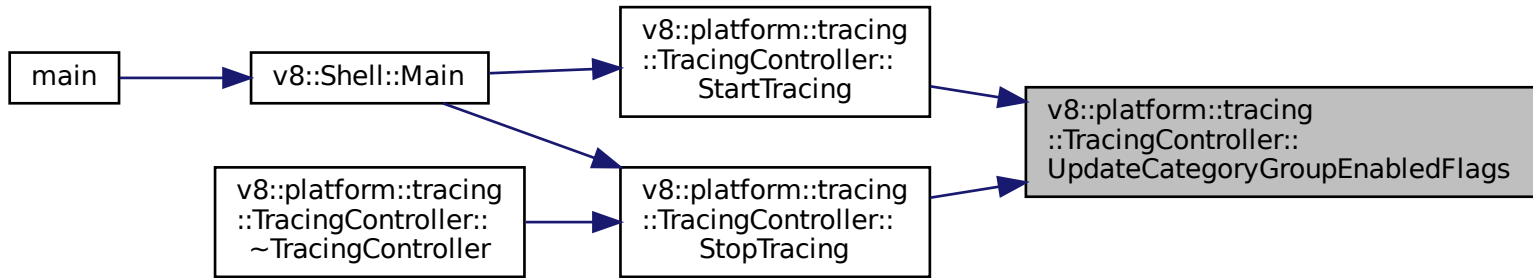 main
v8::Shell::Main
v8::platform::tracing
::TracingController::
StartTracing
v8::platform::tracing
::TracingController::
~TracingController
v8::platform::tracing
::TracingController::
StopTracing
v8::platform::tracing
::TracingController::
UpdateCategoryGroupEnabledFlags